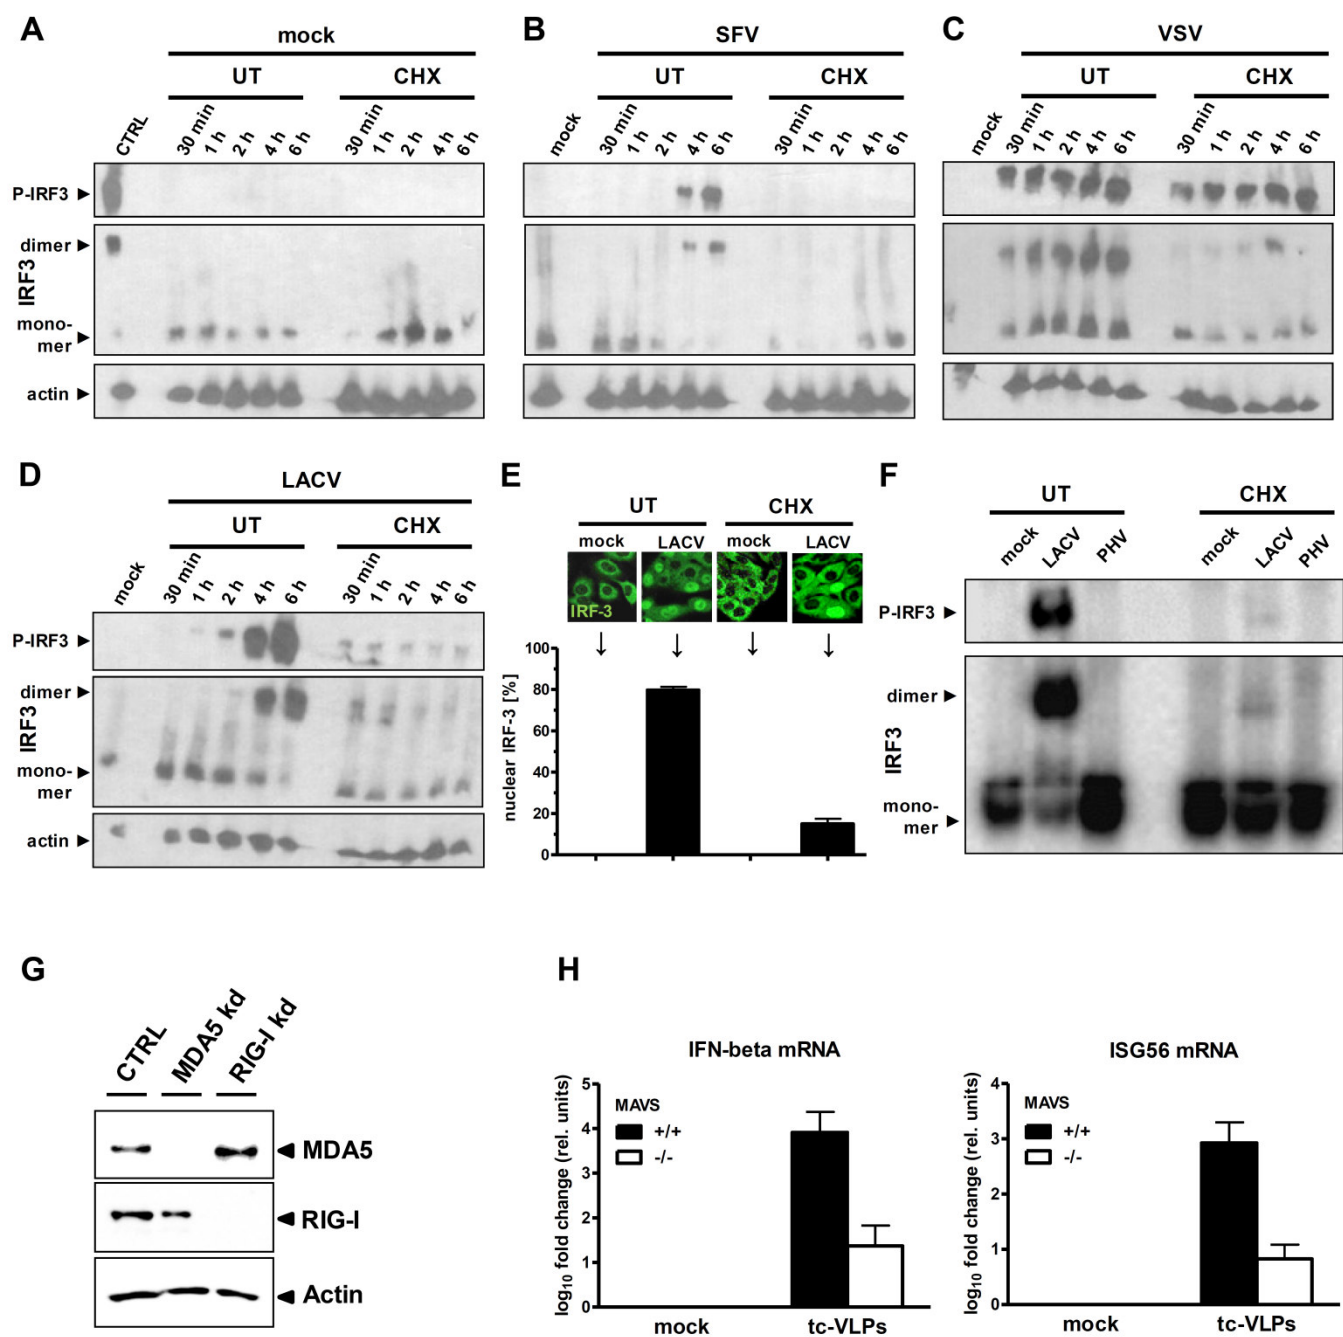 A
mock
UT CHX
CTRL 30 min 1 h 2 h 4 h 6 h 30 min 1 h 2 h 4 h 6 h
P-IRF3
dimer
IRF3
mono-
mer
actin
B
SFV
UT CHX
mock 30 min 1 h 2 h 4 h 6 h 30 min 1 h 2 h 4 h 6 h
C
VSV
UT CHX
mock 30 min 1 h 2 h 4 h 6 h 30 min 1 h 2 h 4 h 6 h
D
LACV
UT CHX
mock 30 min 1 h 2 h 4 h 6 h 30 min 1 h 2 h 4 h 6 h
P-IRF3
dimer
IRF3
mono-
mer
actin
E
UT CHX
mock LACV mock LACV
IRF-3
nuclear IRF-3 [%]
100
80
60
40
20
0
F
UT CHX
mock LACV PHV mock LACV PHV
P-IRF3
dimer
IRF3
mono-
mer
G
CTRL MDA5 kd RIG-I kd
MDA5
RIG-I
Actin
H
IFN-beta mRNA
log10 fold change (rel. units)
5
4
3
2
1
0
MAVS
+/+
-/-
mock tc-VLPs
ISG56 mRNA
log10 fold change (rel. units)
4
3
2
1
0
MAVS
+/+
-/-
mock tc-VLPs